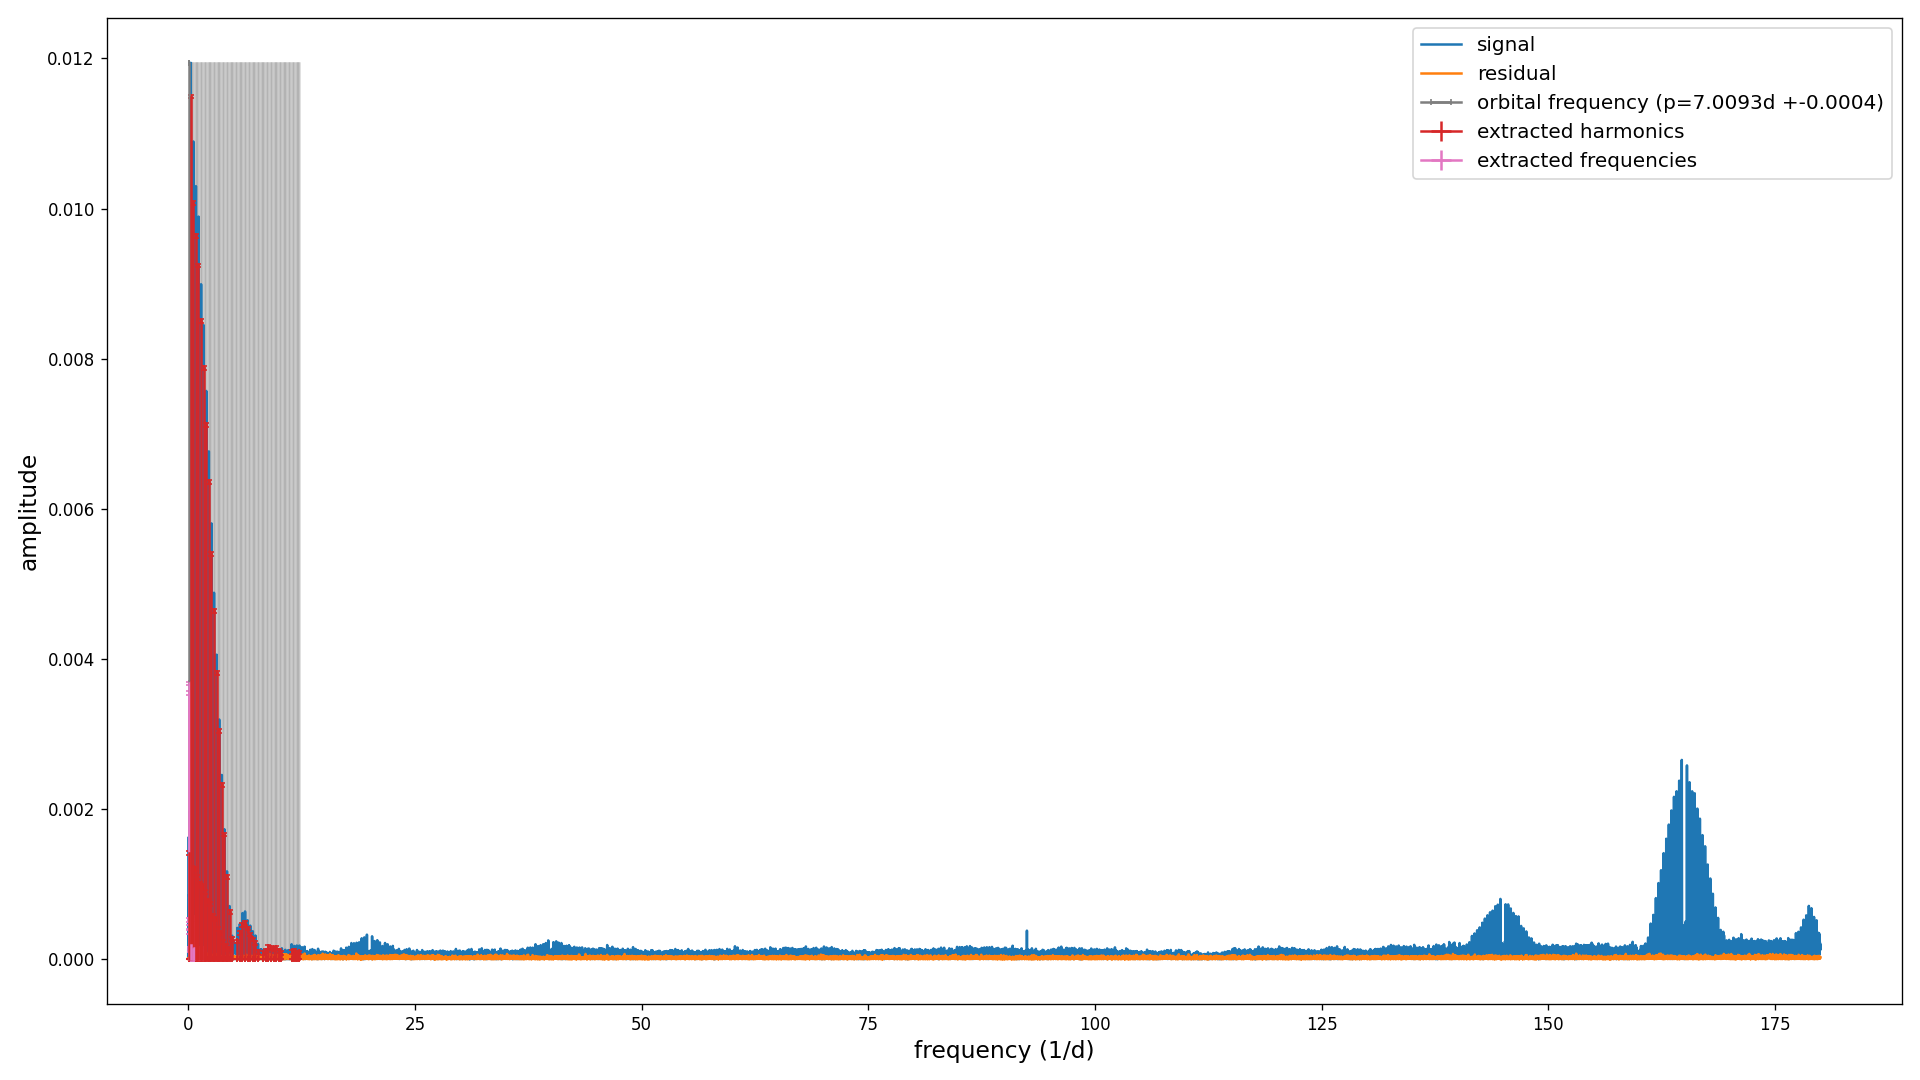 signal
residual
orbital frequency (p=7.0093d +-0.0004)
extracted harmonics
extracted frequencies
0.012
0.010
0.008
0.006
0.004
0.002
0.000
amplitude
0 25 50 75 100 125 150 175
frequency (1/d)